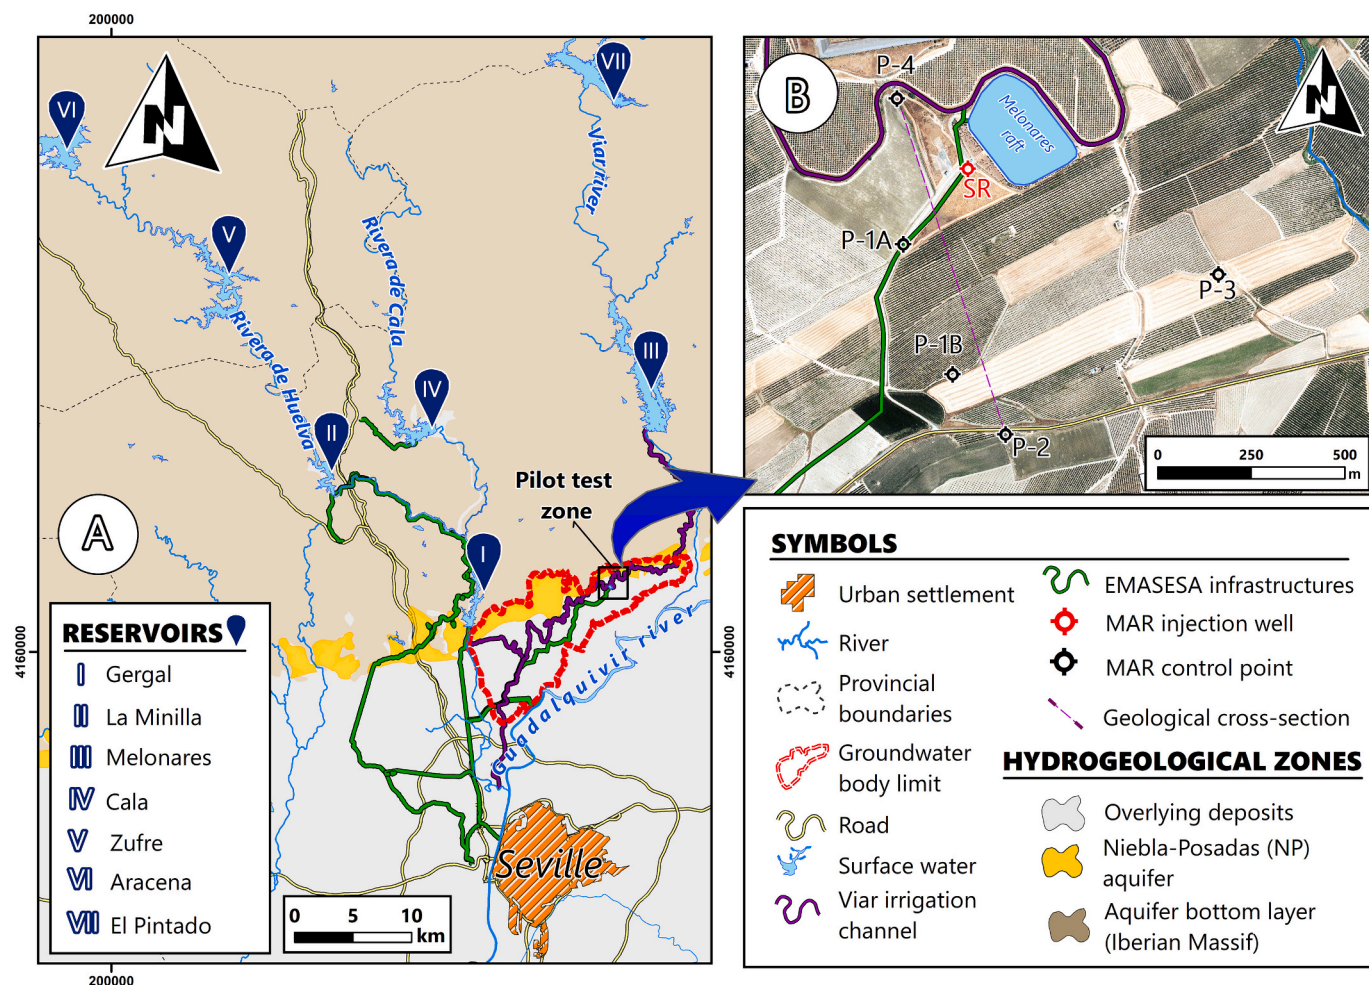 200000
N
VI
VII
V
Viar river
Rivera de Cala
Rivera de Huelva
III
IV
II
Pilot test
zone
A
I
4160000
Guadalquivir river
RESERVOIRS
I Gergal
II La Minilla
III Melonares
IV Cala
V Zufre
VI Aracena
VII El Pintado
0 5 10
km
Seville
200000
B
P-4
Melonares
raft
N
SR
P-1A
P-3
P-1B
P-2
0 250 500
m
4160000
SYMBOLS
Urban settlement
River
Provincial
boundaries
Groundwater
body limit
Road
Surface water
Viar irrigation
channel
EMASESA infrastructures
MAR injection well
MAR control point
Geological cross-section
HYDROGEOLOGICAL ZONES
Overlying deposits
Niebla-Posadas (NP)
aquifer
Aquifer bottom layer
(Iberian Massif)